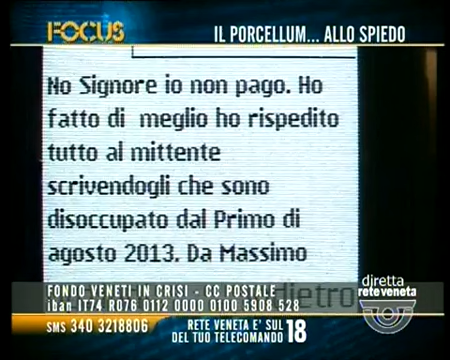 FOCUS
IL PORCELLUM... ALLO SPIEDO
No Signore io non pago. Ho
fatto di meglio ho rispedito
tutto al mittente
scrivendogli che sono
disoccupato dal Primo di
agosto 2013. Da Massimo
dietro
diretta
reteveneta
FONDO VENETI IN CRISI - CC POSTALE
iban IT74 R076 0112 0000 0100 5908 528
SMS 340 3218806
RETE VENETA E' SUL
DEL TUO TELECOMANDO 18